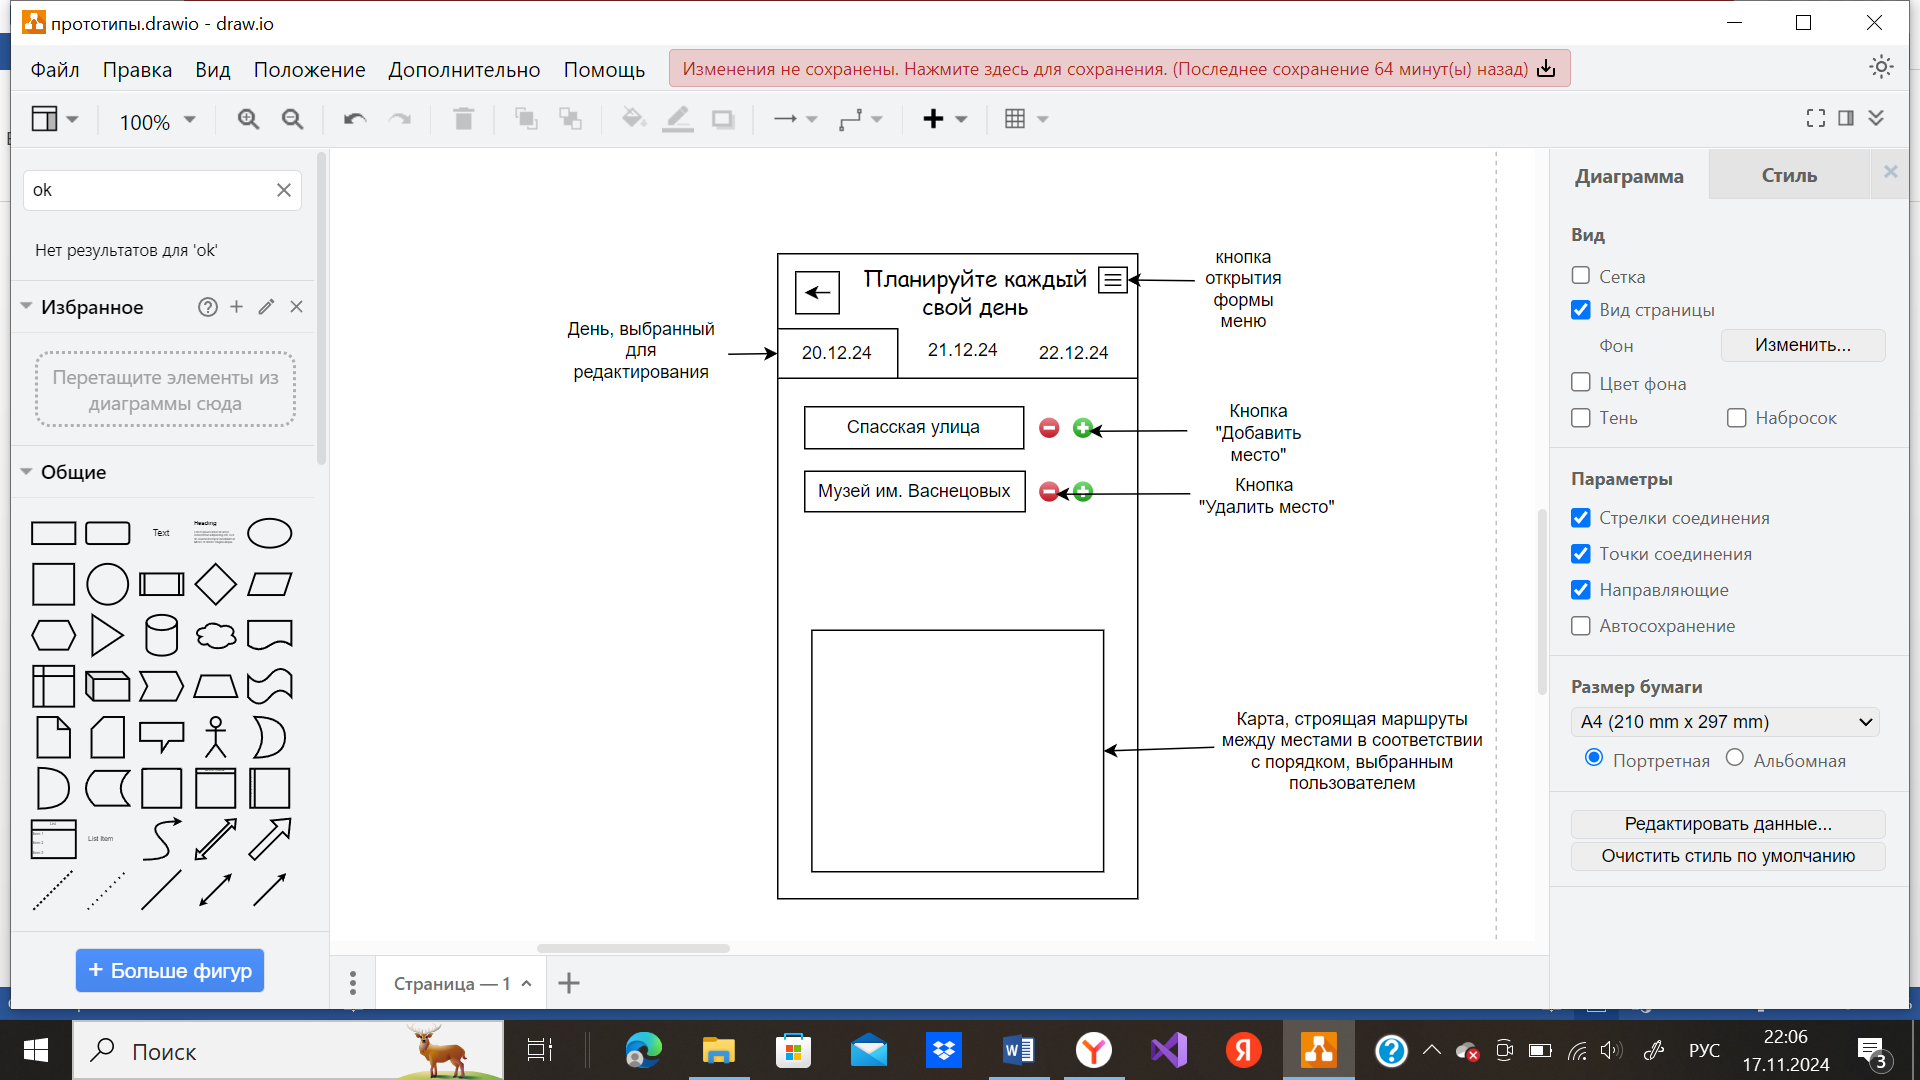 прототипы.drawio - draw.io
Файл Правка Вид Положение Дополнительно Помощь
Изменения не сохранены. Нажмите здесь для сохранения. (Последнее сохранение 64 минут(ы) назад)
100%
ok
Нет результатов для 'ok'
Избранное
Перетащите элементы из
диаграммы сюда
Общие
Text
Heading
List Item
+ Больше фигур
Планируйте каждый
свой день
кнопка
открытия
формы
меню
День, выбранный
для
редактирования
20.12.24
21.12.24
22.12.24
Спасская улица
Кнопка
"Добавить
место"
Музей им. Васнецовых
Кнопка
"Удалить место"
Карта, строящая маршруты
между местами в соответствии
с порядком, выбранным
пользователем
Страница — 1
Диаграмма
Стиль
Вид
Сетка
Вид страницы
Фон
Изменить...
Цвет фона
Тень
Набросок
Параметры
Стрелки соединения
Точки соединения
Направляющие
Автосохранение
Размер бумаги
A4 (210 mm x 297 mm)
Портретная
Альбомная
Редактировать данные...
Очистить стиль по умолчанию
Поиск
РУС
22:06
17.11.2024
3